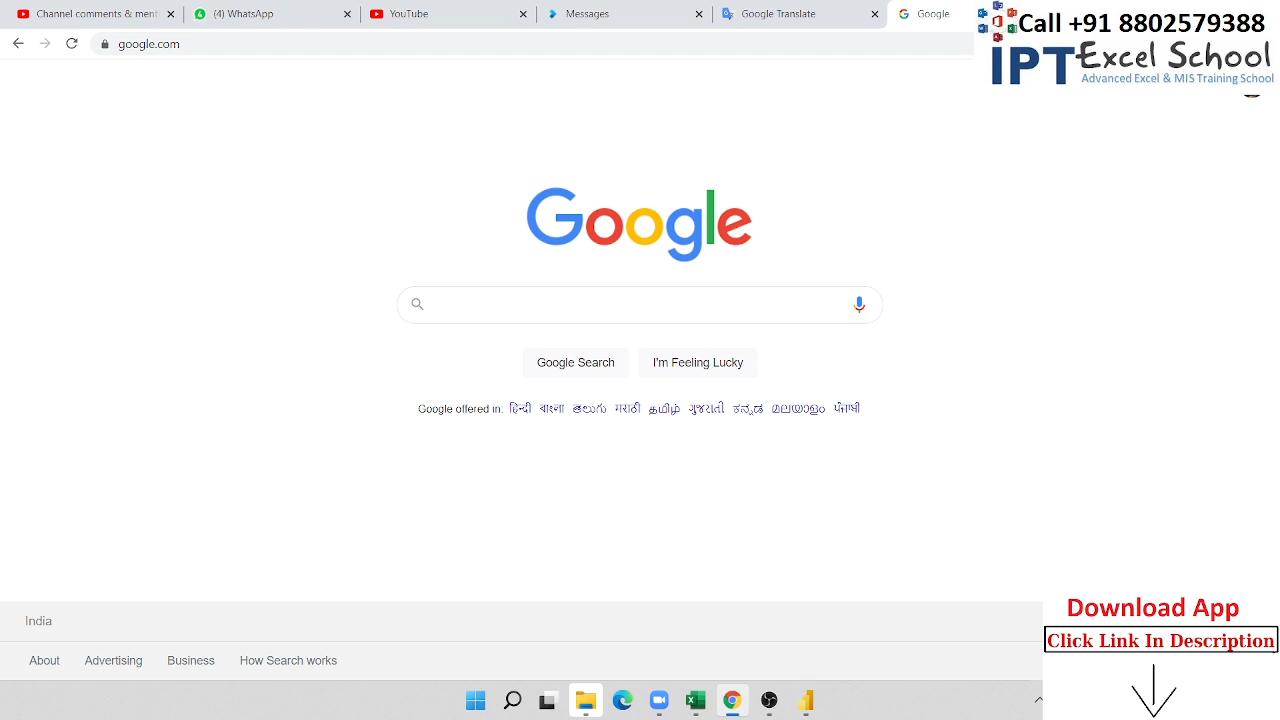 Channel comments & ment
(4) WhatsApp
YouTube
Messages
Google Translate
Google
Call +91 8802579388
google.com
IPT Excel School
Advanced Excel & MIS Training School
Google
Google Search
I'm Feeling Lucky
Google offered in: हिन्दी বাংলা తెలుగు मराठी தமிழ் ગુજરાતી ಕನ್ನಡ മലയാളം ਪੰਜਾਬੀ
India
About
Advertising
Business
How Search works
Download App
Click Link In Description